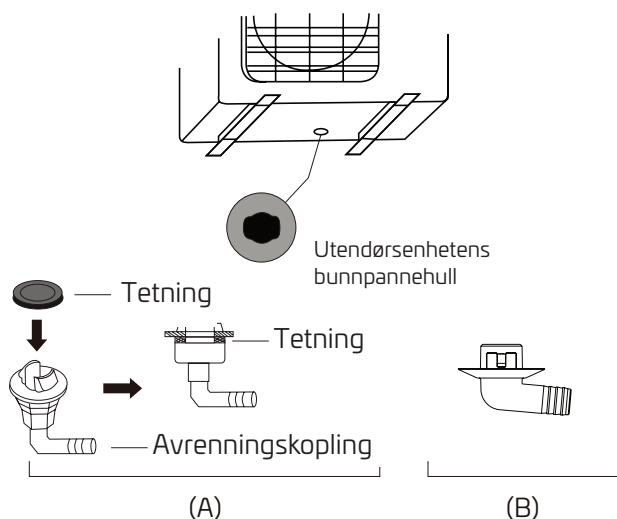 Utendørsenhetens
bunnpannehull
Tetning
Tetning
Avrenningskopling
(A)
(B)